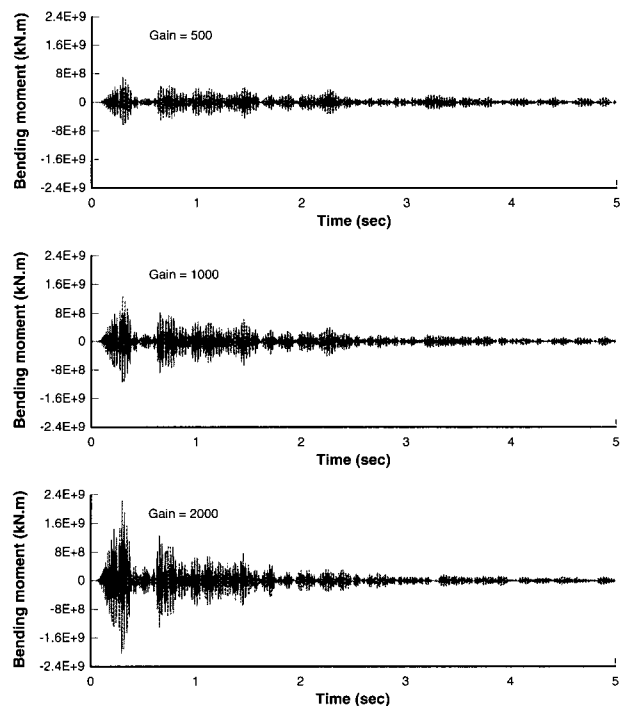 Bending moment (kN.m)
2.4E+9
1.6E+9
8E+8
0
-8E+8
-1.6E+9
-2.4E+9
Gain = 500
0 1 2 3 4 5
Time (sec)
Bending moment (kN.m)
2.4E+9
1.6E+9
8E+8
0
-8E+8
-1.6E+9
-2.4E+9
Gain = 1000
0 1 2 3 4 5
Time (sec)
Bending moment (kN.m)
2.4E+9
1.6E+9
8E+8
0
-8E+8
-1.6E+9
-2.4E+9
Gain = 2000
0 1 2 3 4 5
Time (sec)